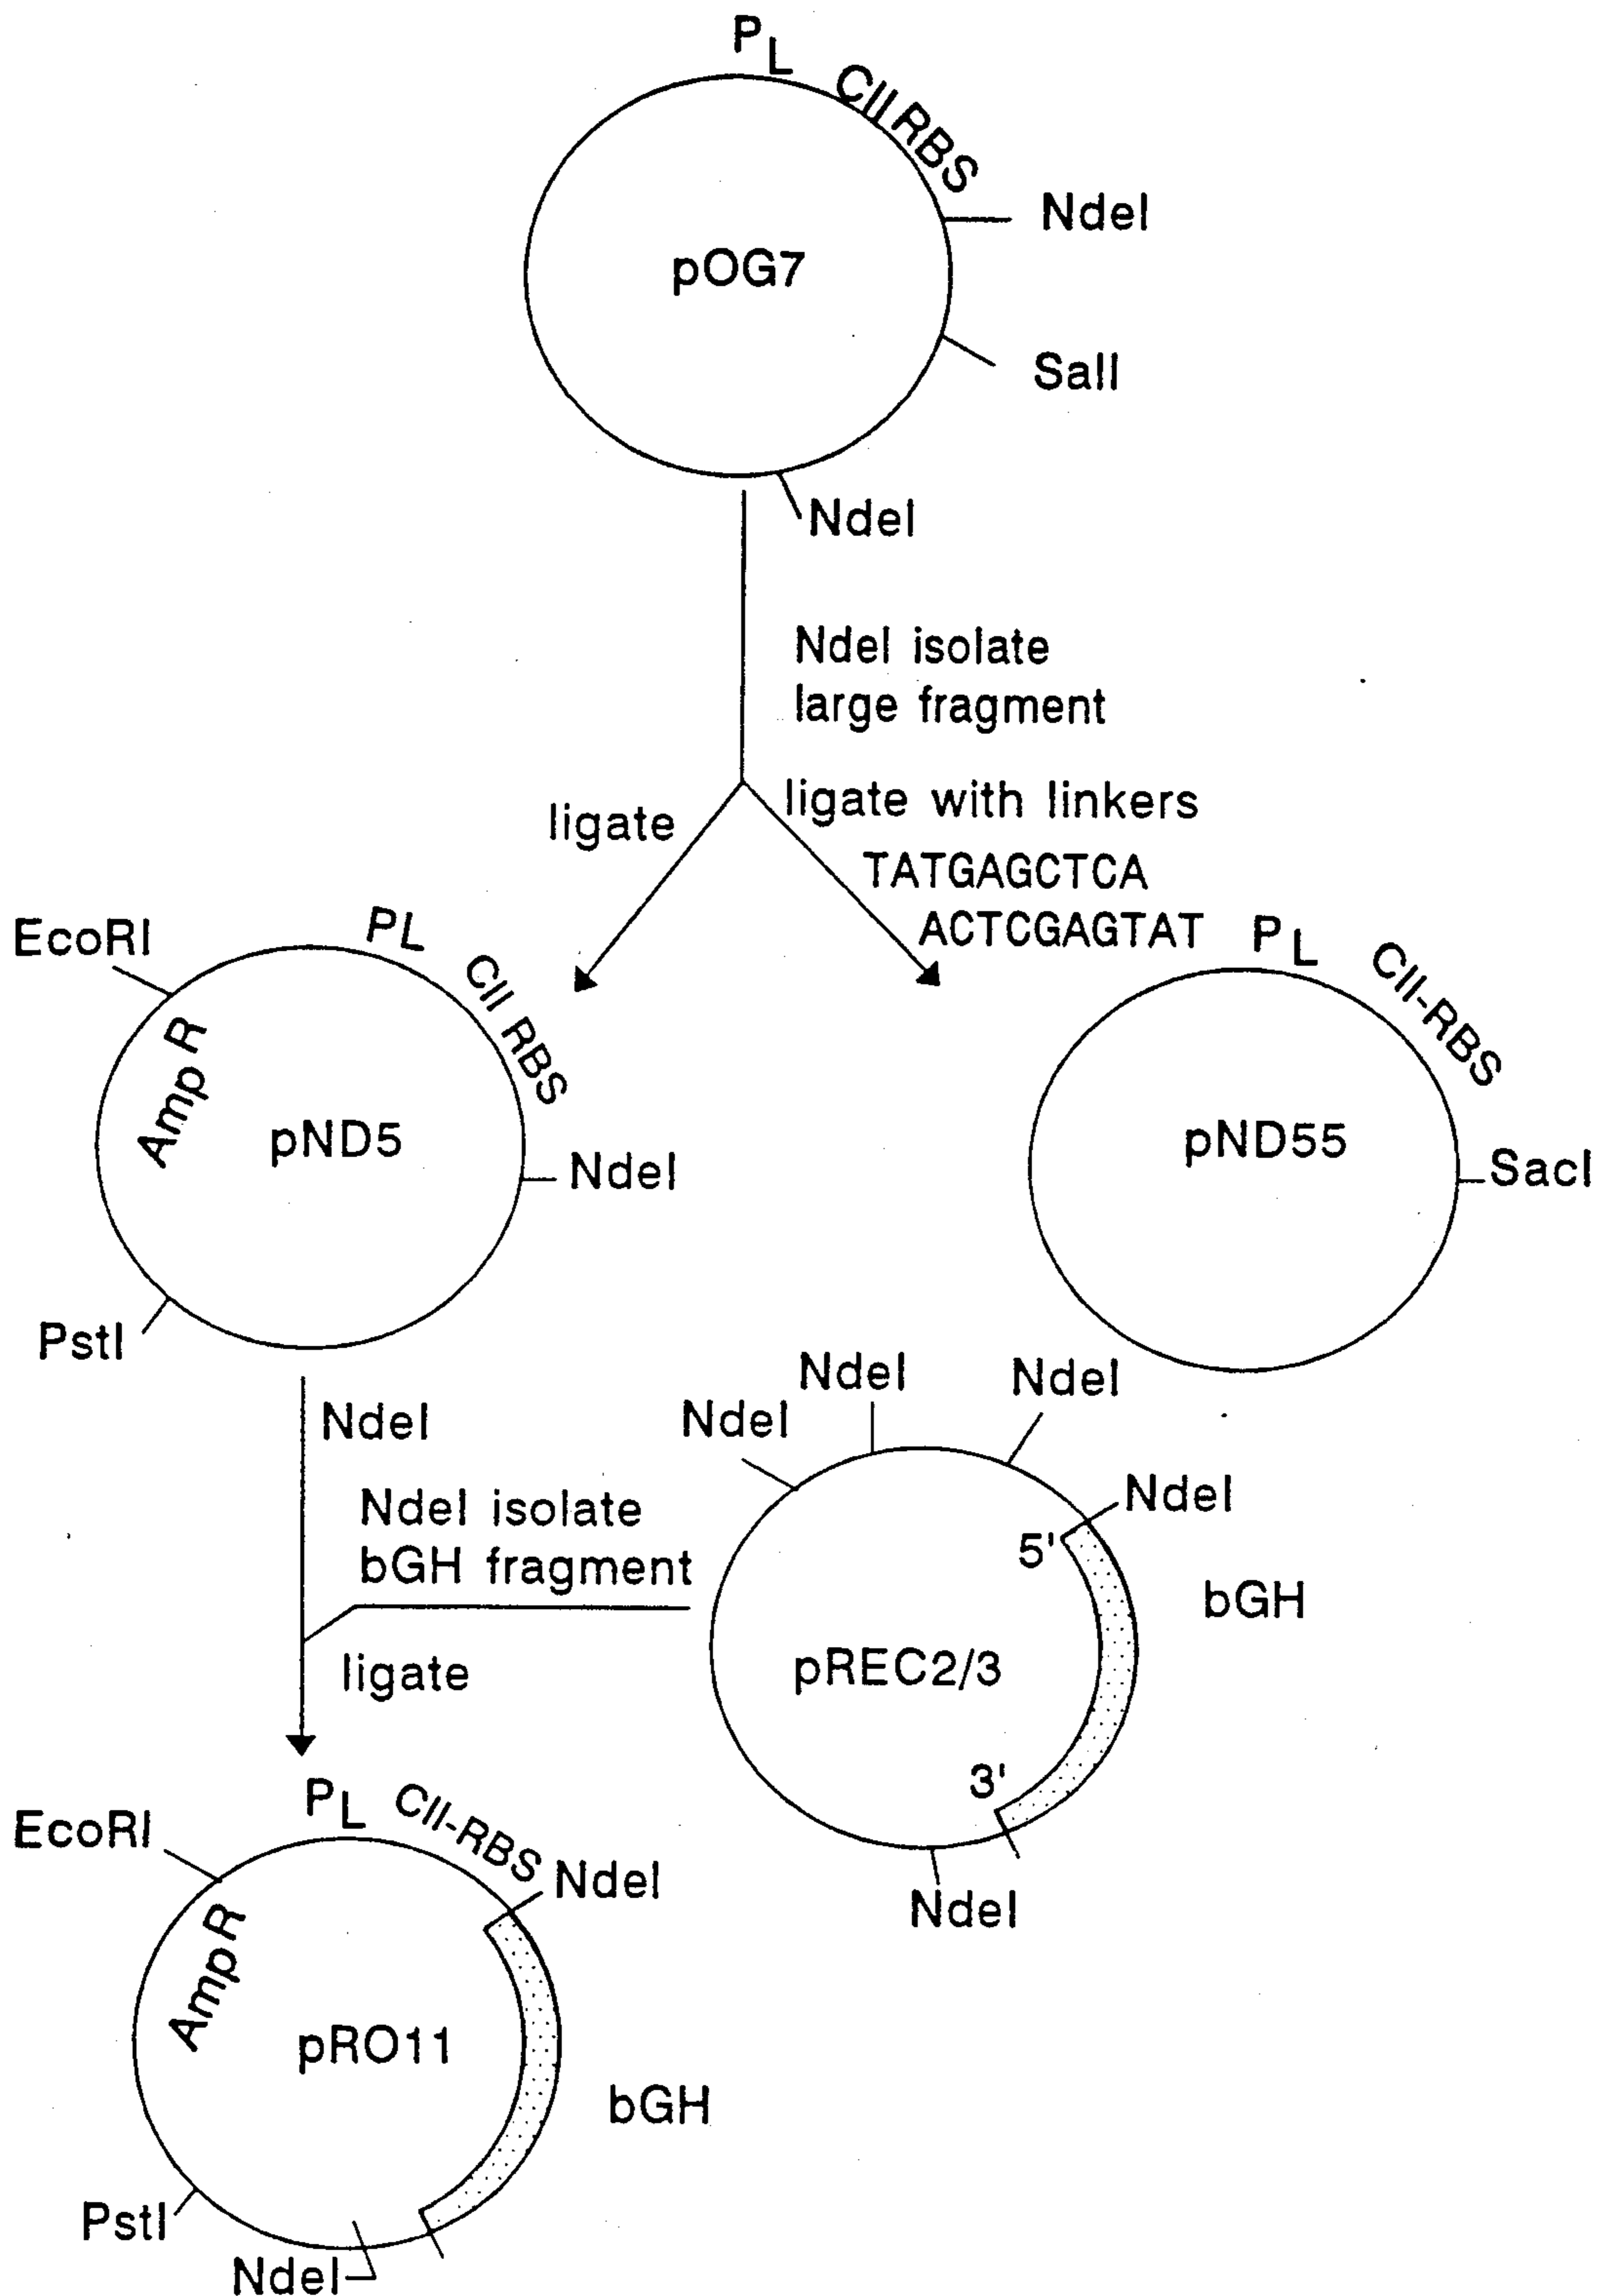 PL
CII RBS
NdeI
pOG7
SalI
NdeI
NdeI isolate
large fragment
ligate
ligate with linkers
TATGAGCTCA
ACTCGAGTAT
EcoRI
PL
CII RBS
AmpR
pND5
NdeI
PstI
PL
CII-RBS
pND55
SacI
NdeI
NdeI isolate
bGH fragment
ligate
NdeI
NdeI
NdeI
NdeI
5'
bGH
pREC2/3
3'
NdeI
EcoRI
PL
CII-RBS
NdeI
AmpR
pRO11
bGH
PstI
NdeI